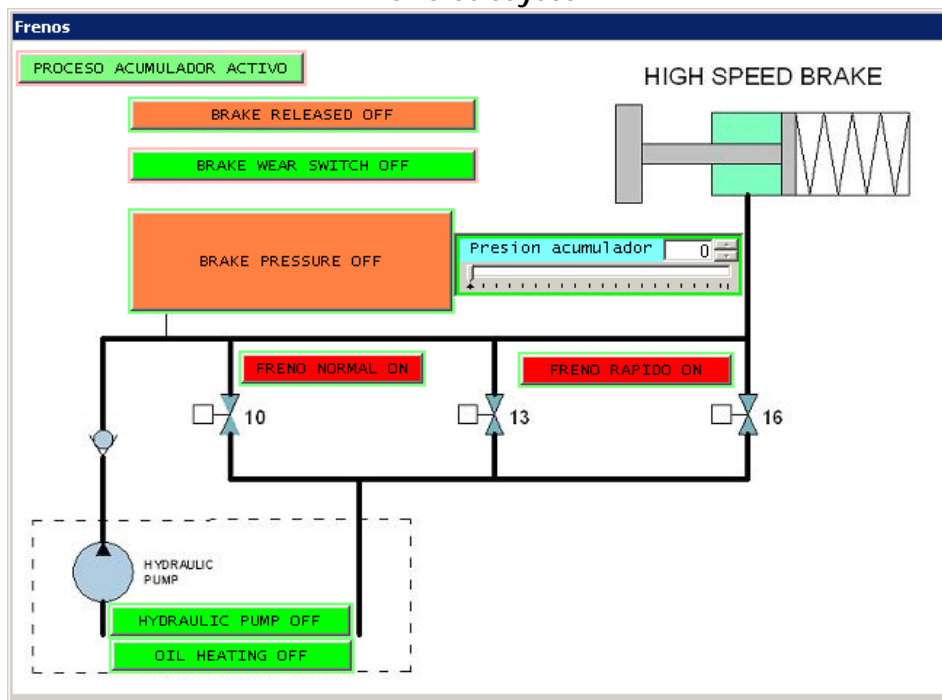 Frenos
PROCESO ACUMULADOR ACTIVO
HIGH SPEED BRAKE
BRAKE RELEASED OFF
BRAKE WEAR SWITCH OFF
BRAKE PRESSURE OFF
Presion acumulador 0
FRENO NORMAL ON
FRENO RAPIDO ON
10
13
16
HYDRAULIC
PUMP
HYDRAULIC PUMP OFF
OIL HEATING OFF